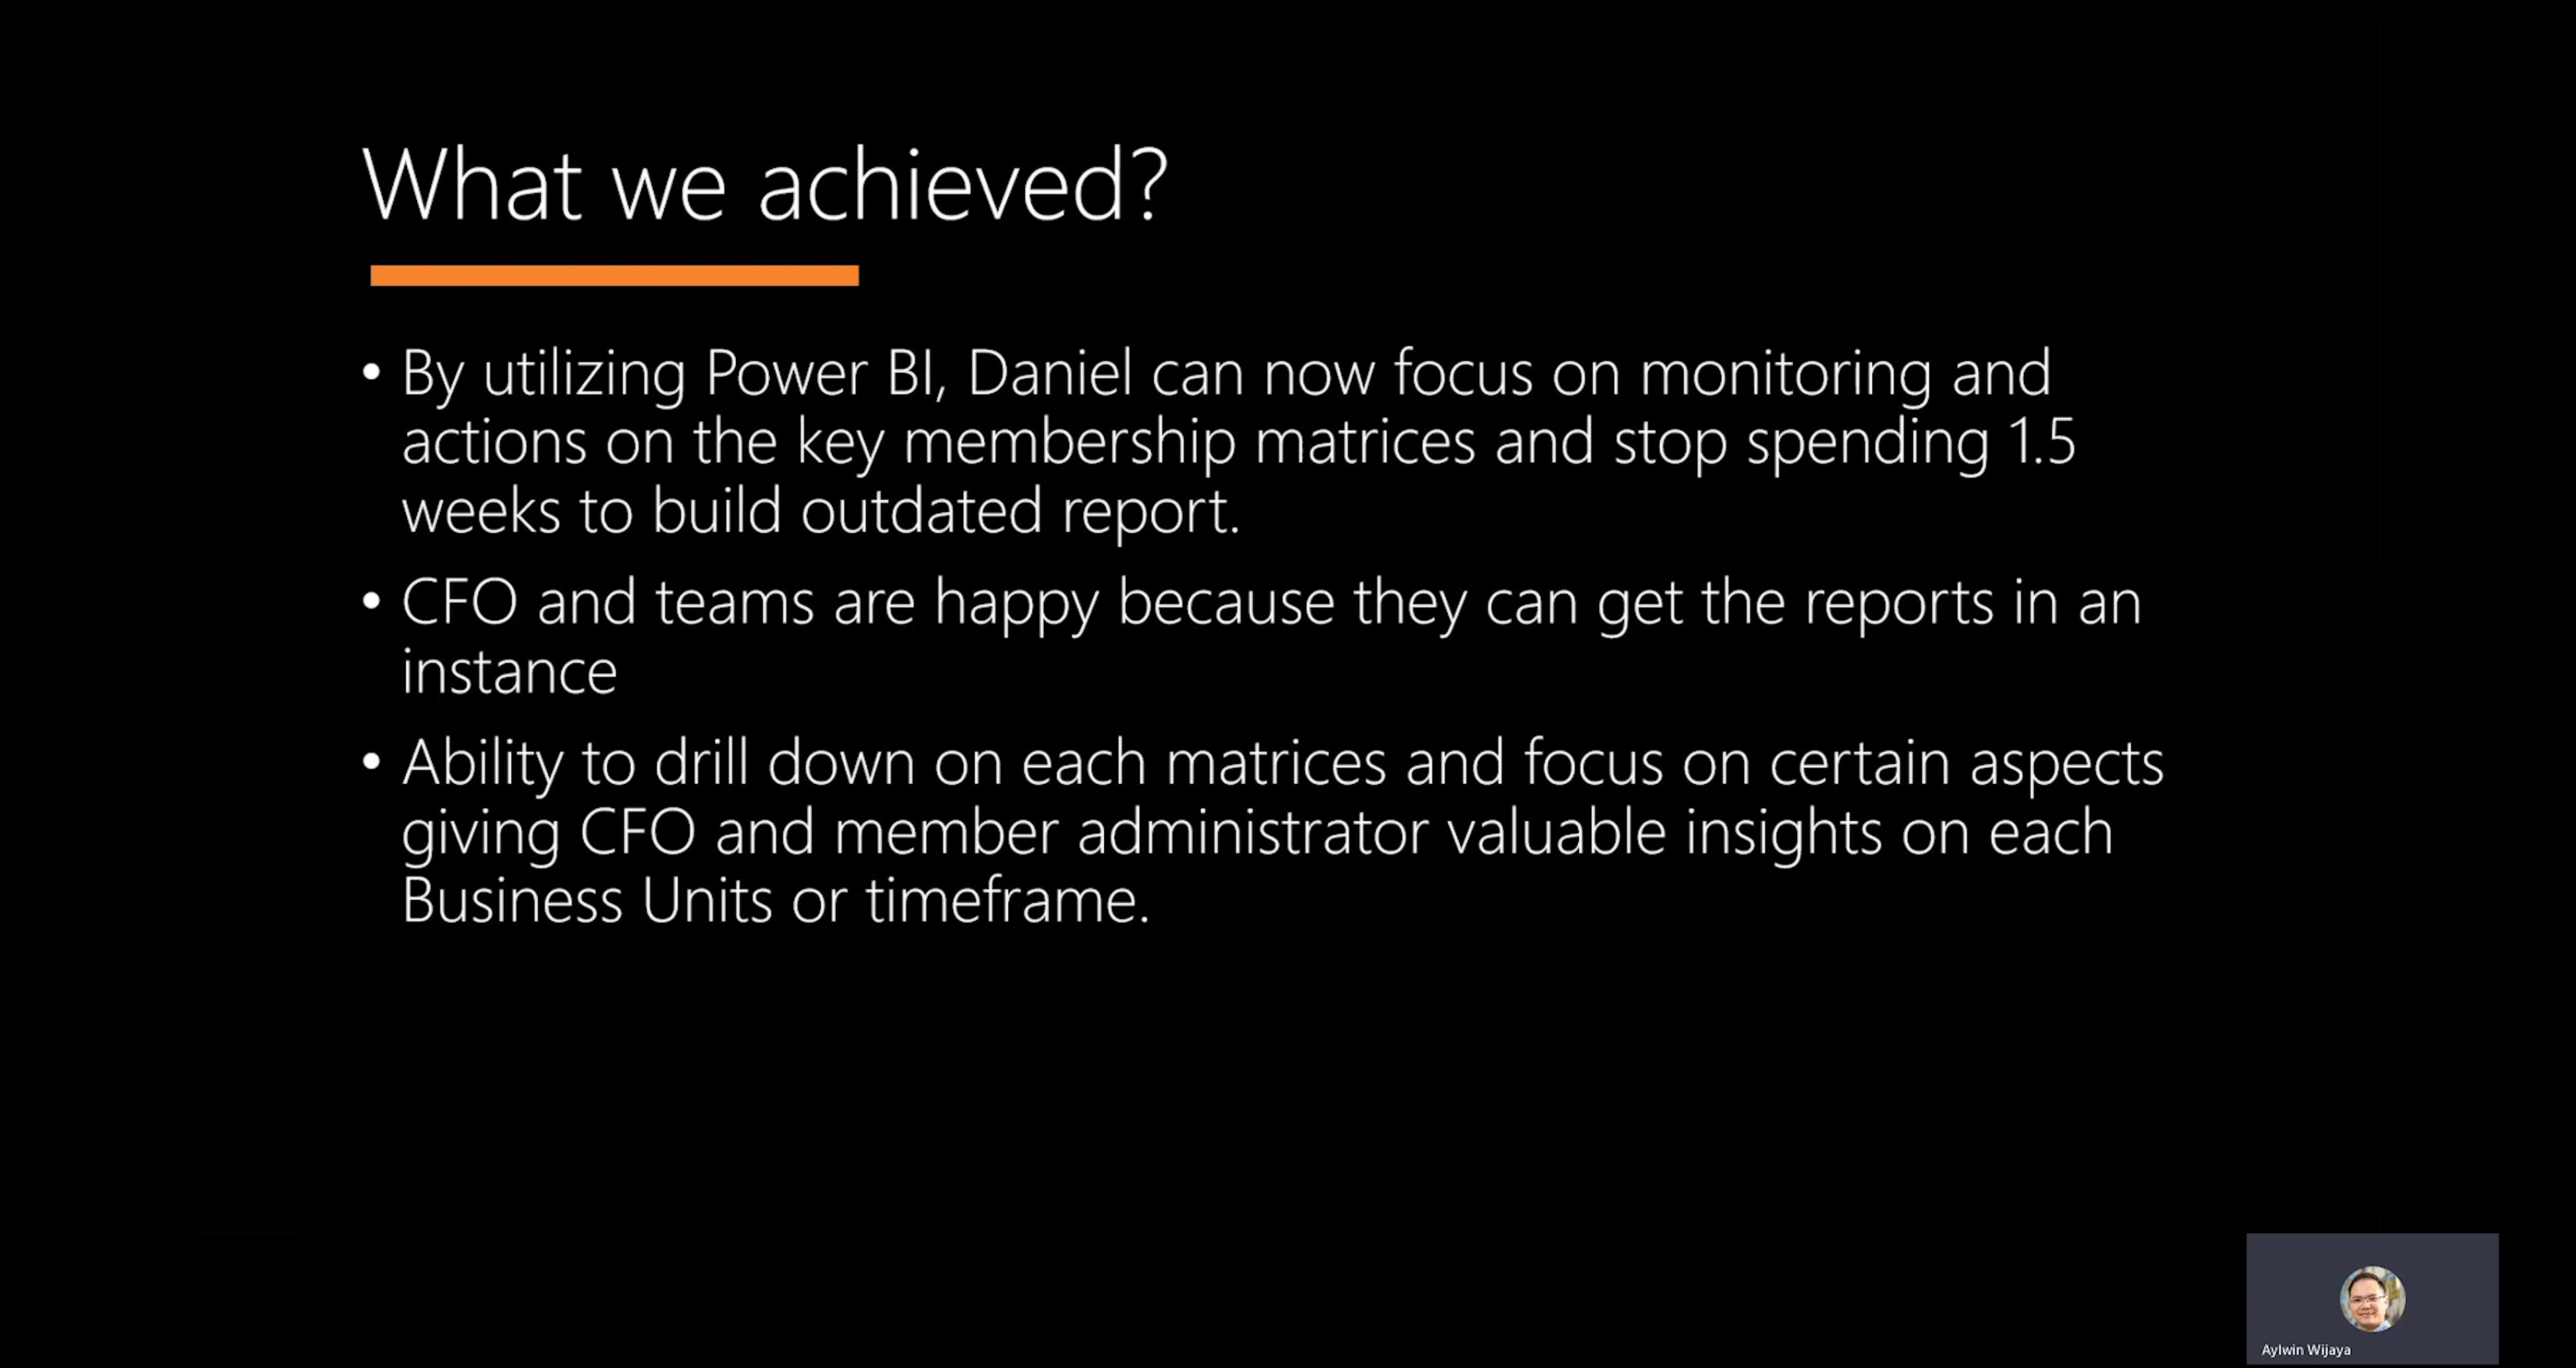 What we achieved?
• By utilizing Power BI, Daniel can now focus on monitoring and
actions on the key membership matrices and stop spending 1.5
weeks to build outdated report.
• CFO and teams are happy because they can get the reports in an
instance
• Ability to drill down on each matrices and focus on certain aspects
giving CFO and member administrator valuable insights on each
Business Units or timeframe.
Aylwin Wijaya